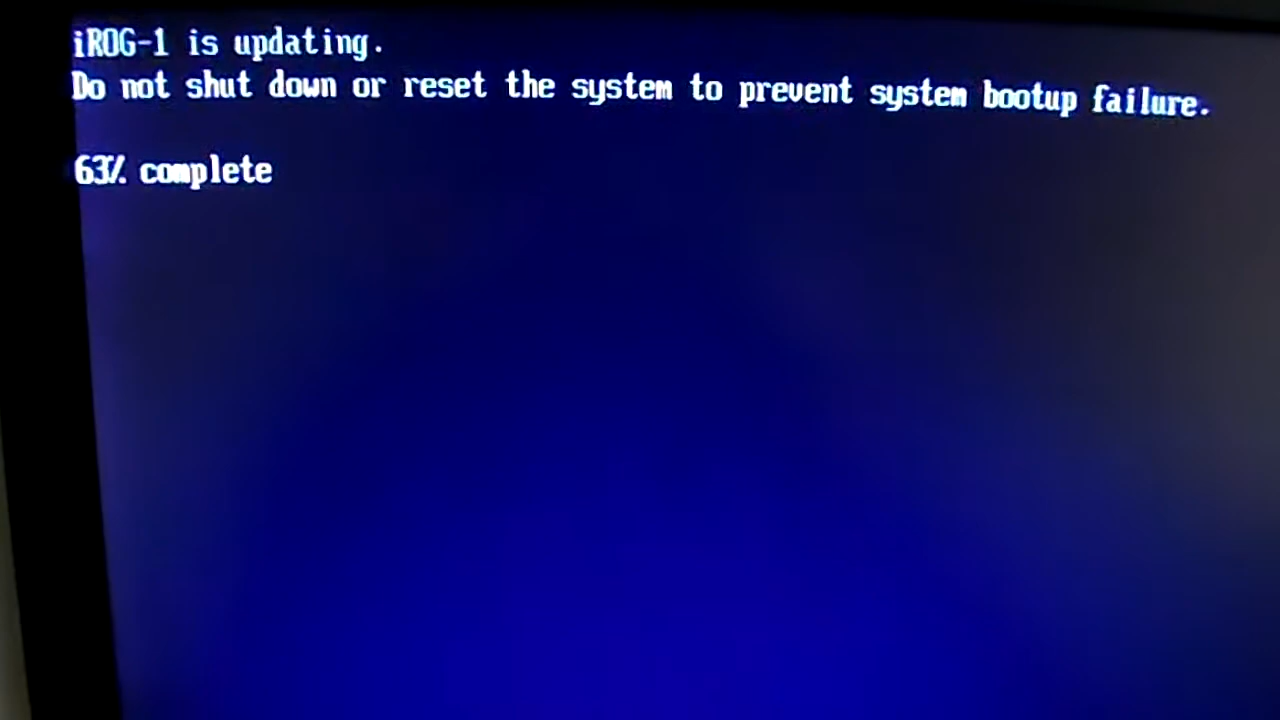 iROG-1 is updating.
Do not shut down or reset the system to prevent system bootup failure.
63% complete